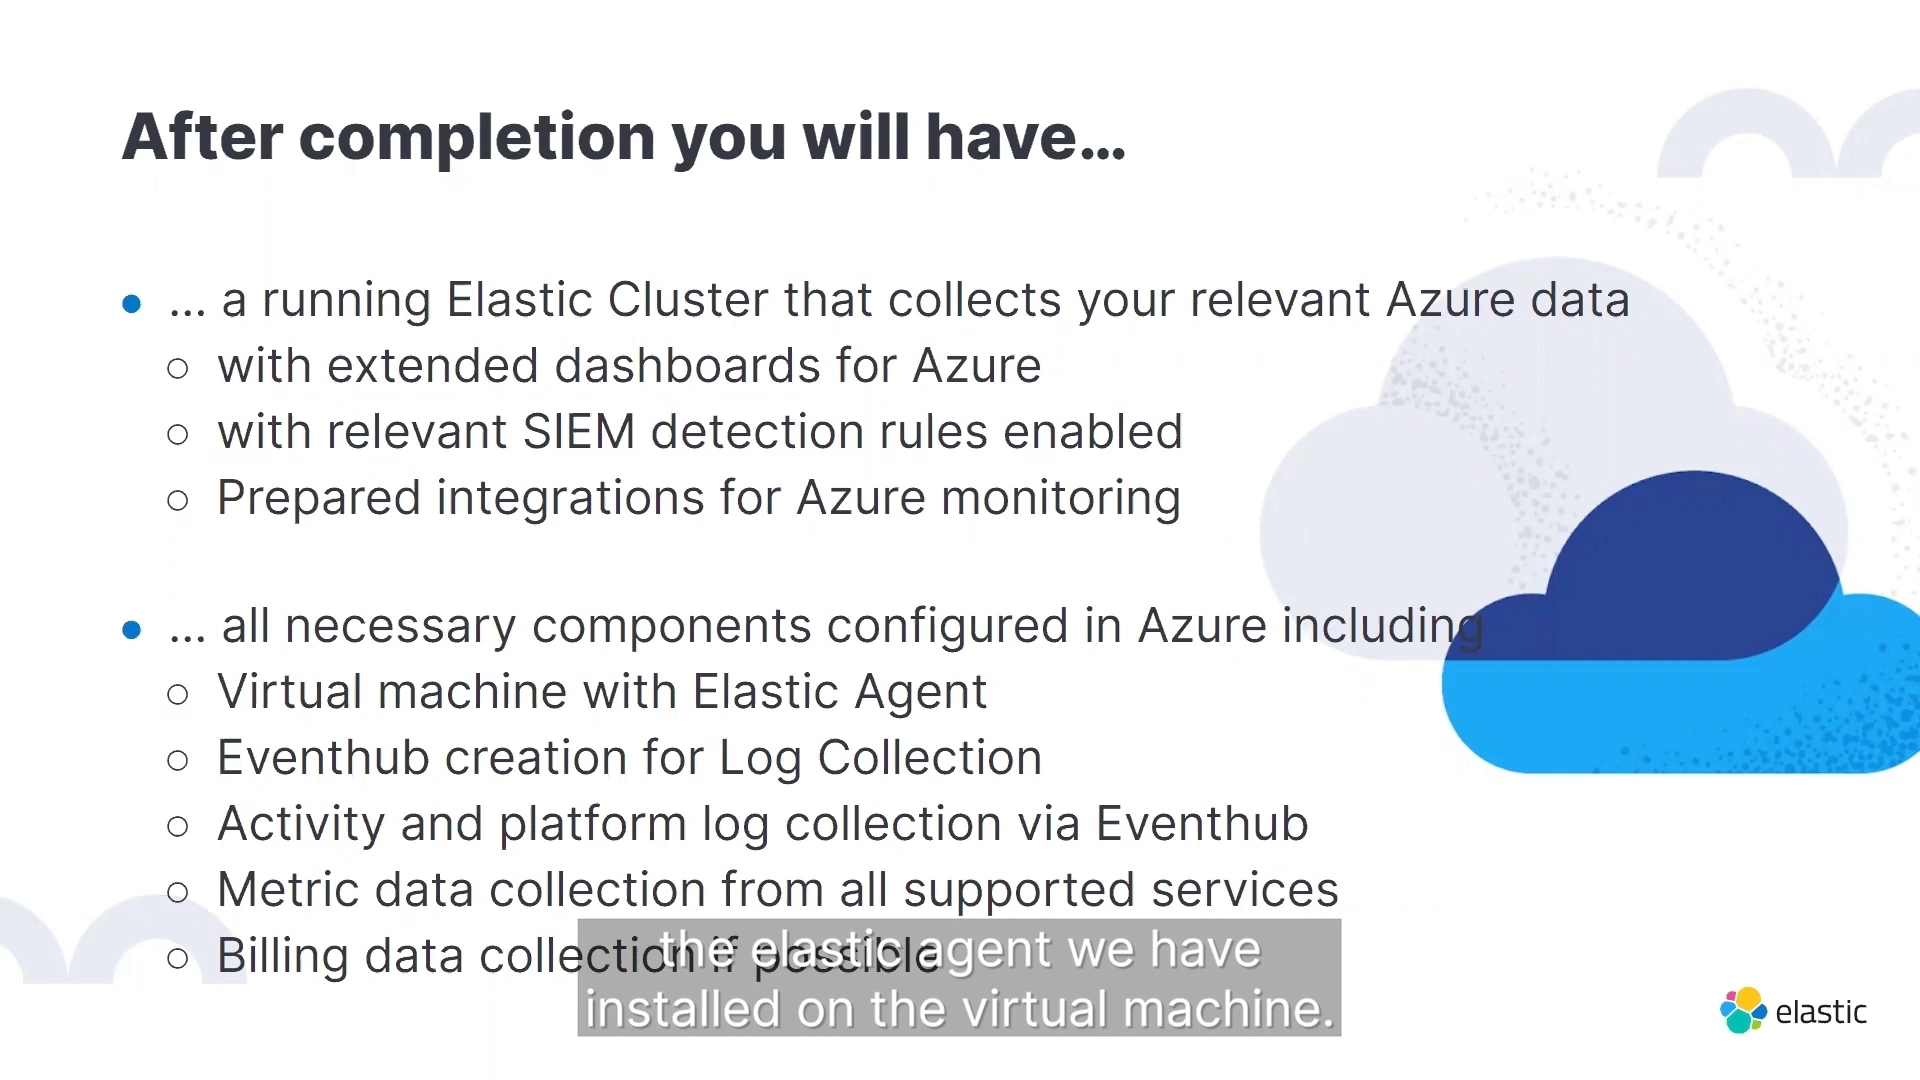 After completion you will have...
... a running Elastic Cluster that collects your relevant Azure data
with extended dashboards for Azure
with relevant SIEM detection rules enabled
Prepared integrations for Azure monitoring
... all necessary components configured in Azure including
Virtual machine with Elastic Agent
Eventhub creation for Log Collection
Activity and platform log collection via Eventhub
Metric data collection from all supported services
Billing data collection if possible
the elastic agent we have
installed on the virtual machine.
elastic